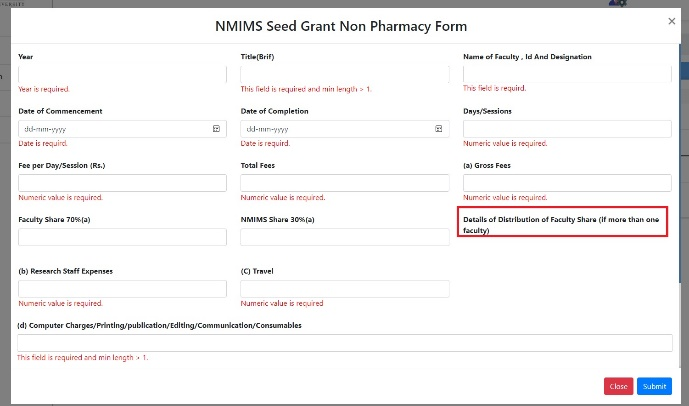 NMIMS Seed Grant Non Pharmacy Form
×
Year
Title(Brif)
Name of Faculty , Id And Designation
Year is required.
This field is required and min length > 1.
This field is requird.
Date of Commencement
Date of Completion
Days/Sessions
dd-mm-yyyy
dd-mm-yyyy
Date is requird.
Date is requird.
Numeric value is required.
Fee per Day/Session (Rs.)
Total Fees
(a) Gross Fees
Numeric value is required.
Numeric value is required.
Numeric value is required.
Faculty Share 70%(a)
NMIMS Share 30%(a)
Details of Distribution of Faculty Share (if more than one
faculty)
(b) Research Staff Expenses
(C) Travel
Numeric value is required.
Numeric value is required
(d) Computer Charges/Printing/publication/Editing/Communication/Consumables
This field is required and min length > 1.
Close
Submit